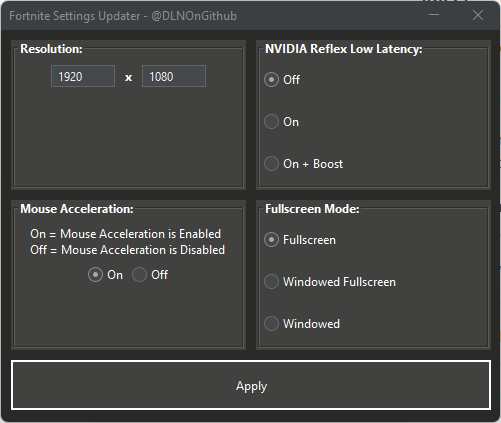 Fortnite Settings Updater - @DLNOnGithub
Resolution:
1920 x 1080
NVIDIA Reflex Low Latency:
Off
On
On + Boost
Mouse Acceleration:
On = Mouse Acceleration is Enabled
Off = Mouse Acceleration is Disabled
On Off
Fullscreen Mode:
Fullscreen
Windowed Fullscreen
Windowed
Apply